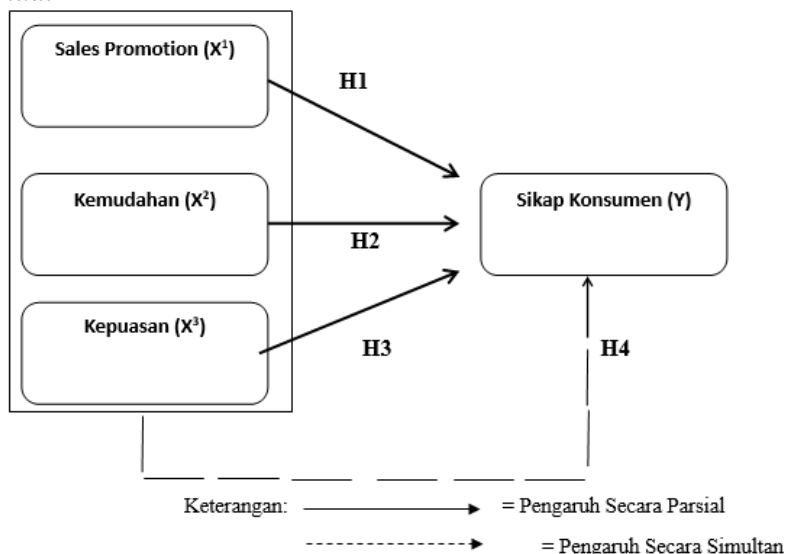 Sales Promotion (X¹)
H1
Kemudahan (X²)
Sikap Konsumen (Y)
H2
Kepuasan (X³)
H3
H4
Keterangan:
= Pengaruh Secara Parsial
= Pengaruh Secara Simultan